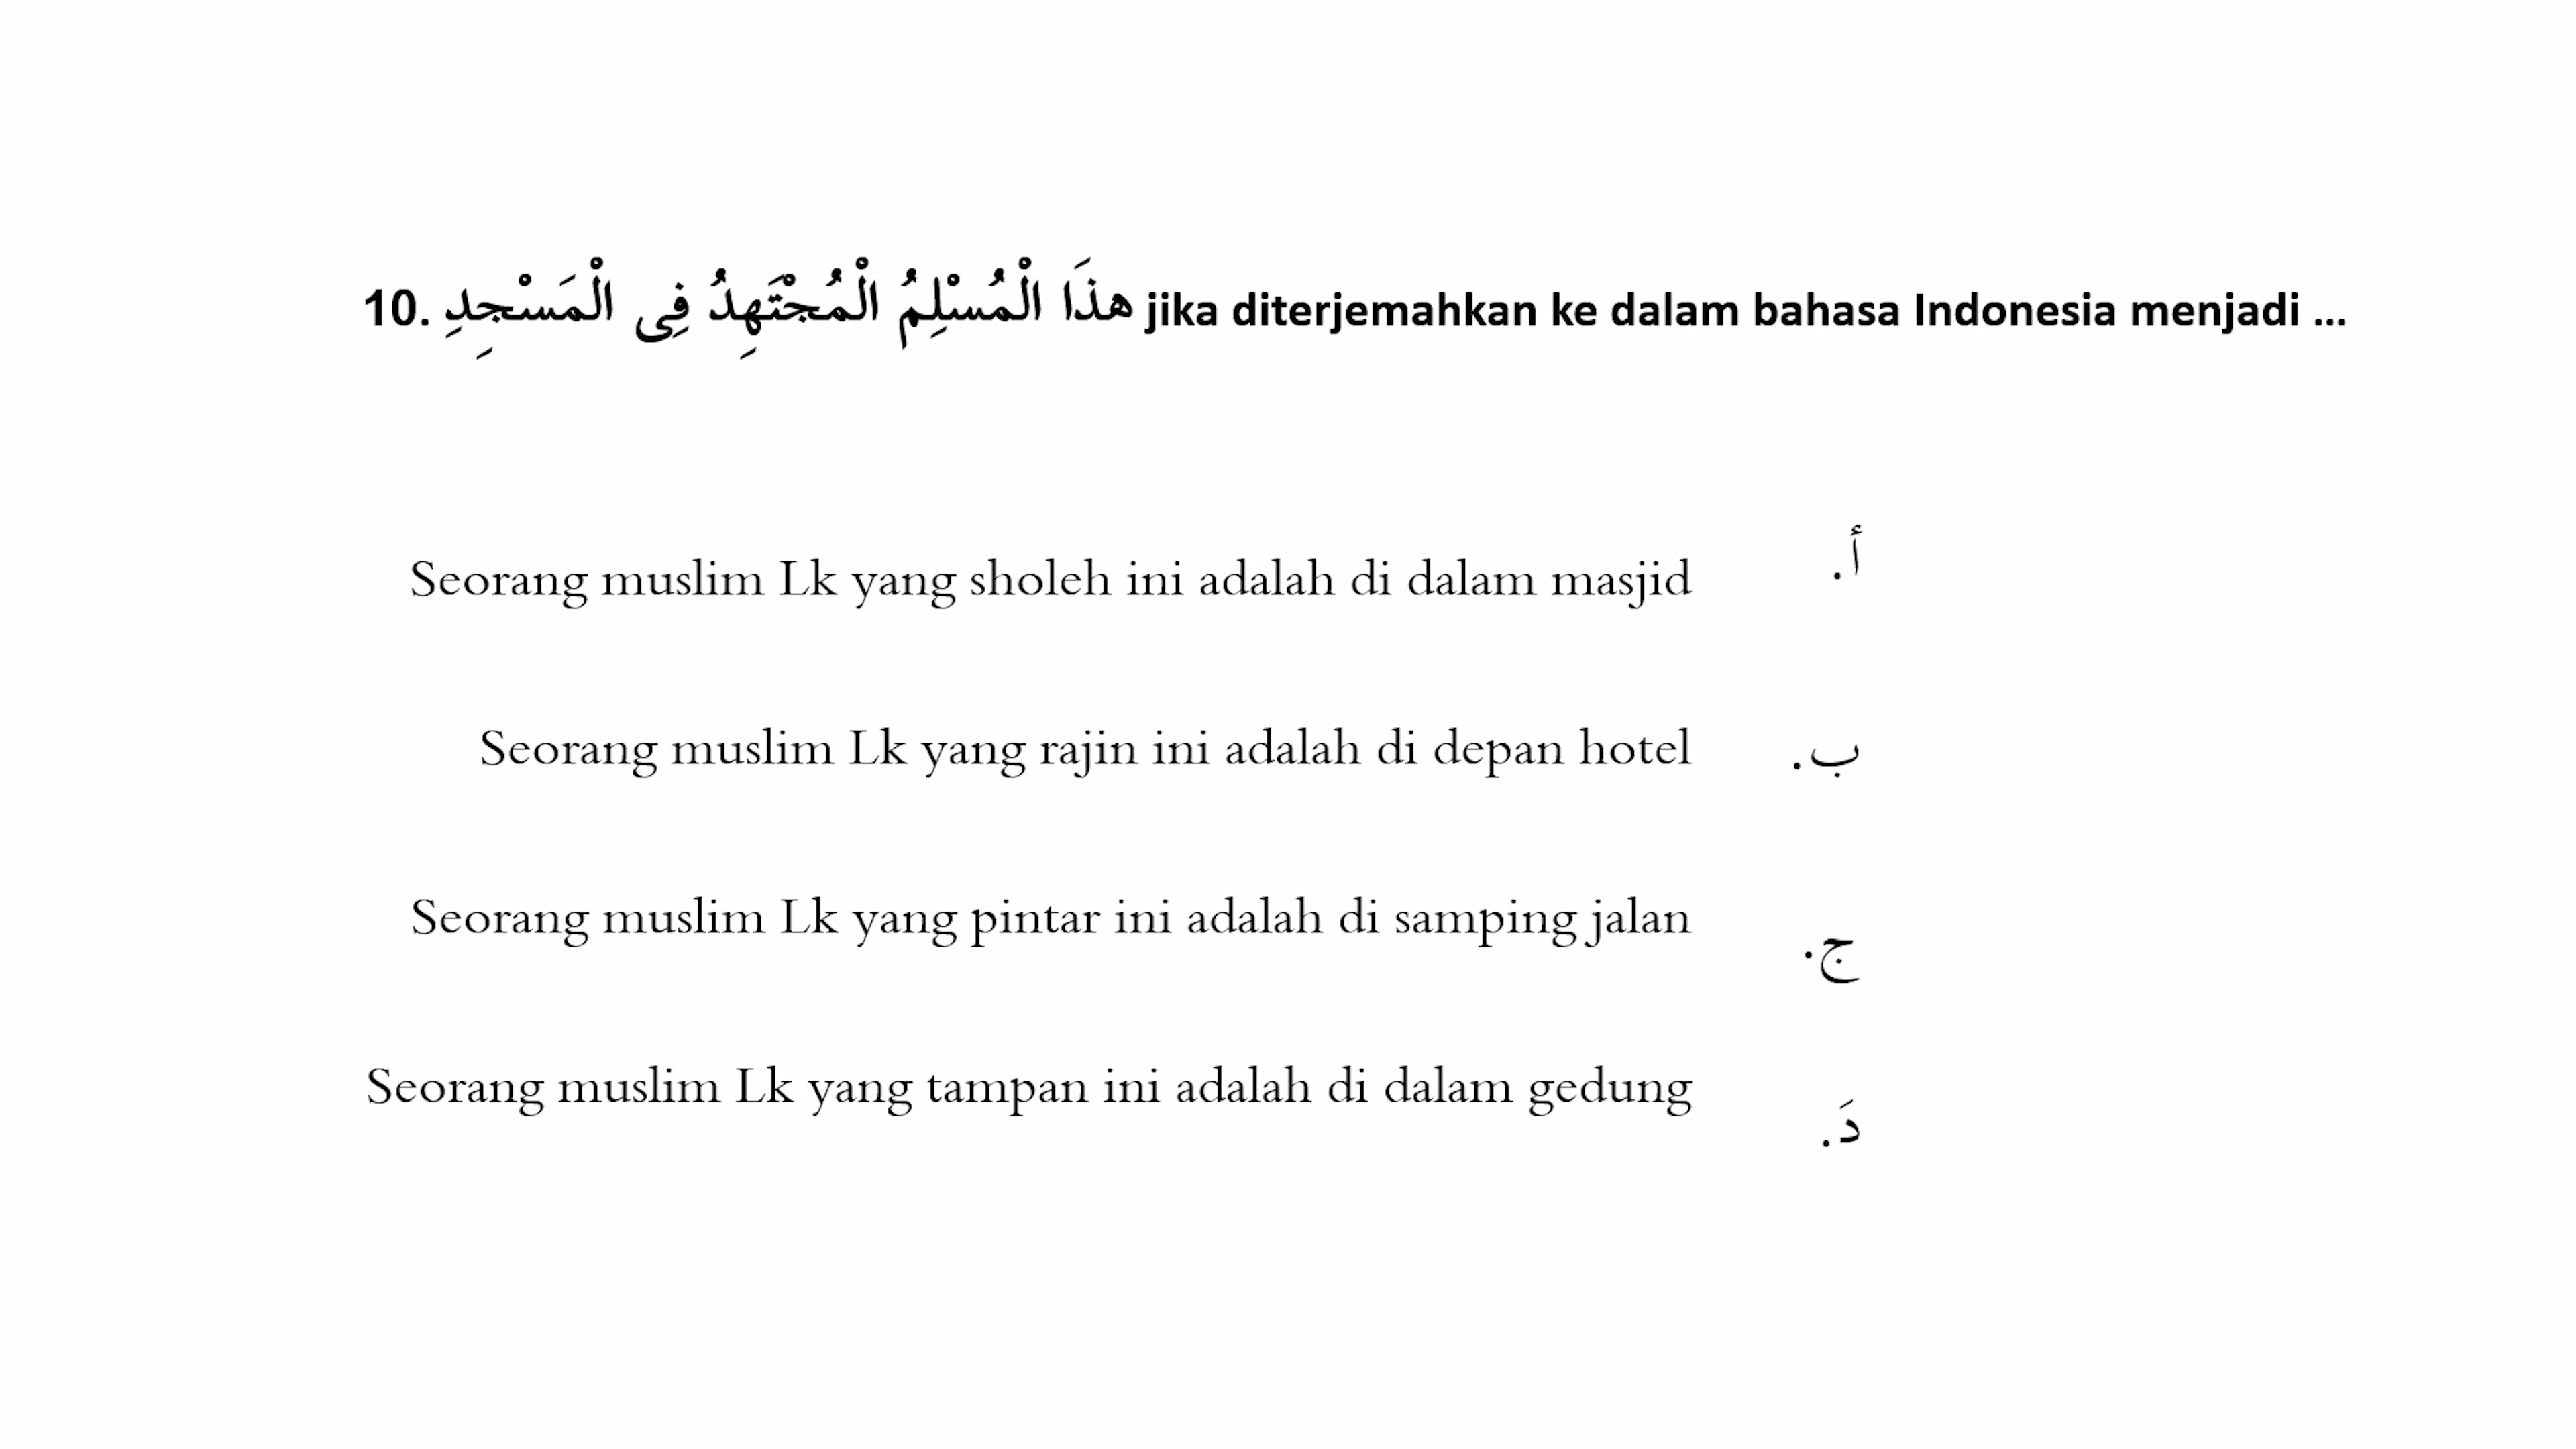 10. هذَا الْمُسْلِمُ الْمُجْتَهِدُ فِى الْمَسْجِدِ jika diterjemahkan ke dalam bahasa Indonesia menjadi ...
أ. Seorang muslim Lk yang sholeh ini adalah di dalam masjid
ب. Seorang muslim Lk yang rajin ini adalah di depan hotel
ج. Seorang muslim Lk yang pintar ini adalah di samping jalan
دَ. Seorang muslim Lk yang tampan ini adalah di dalam gedung